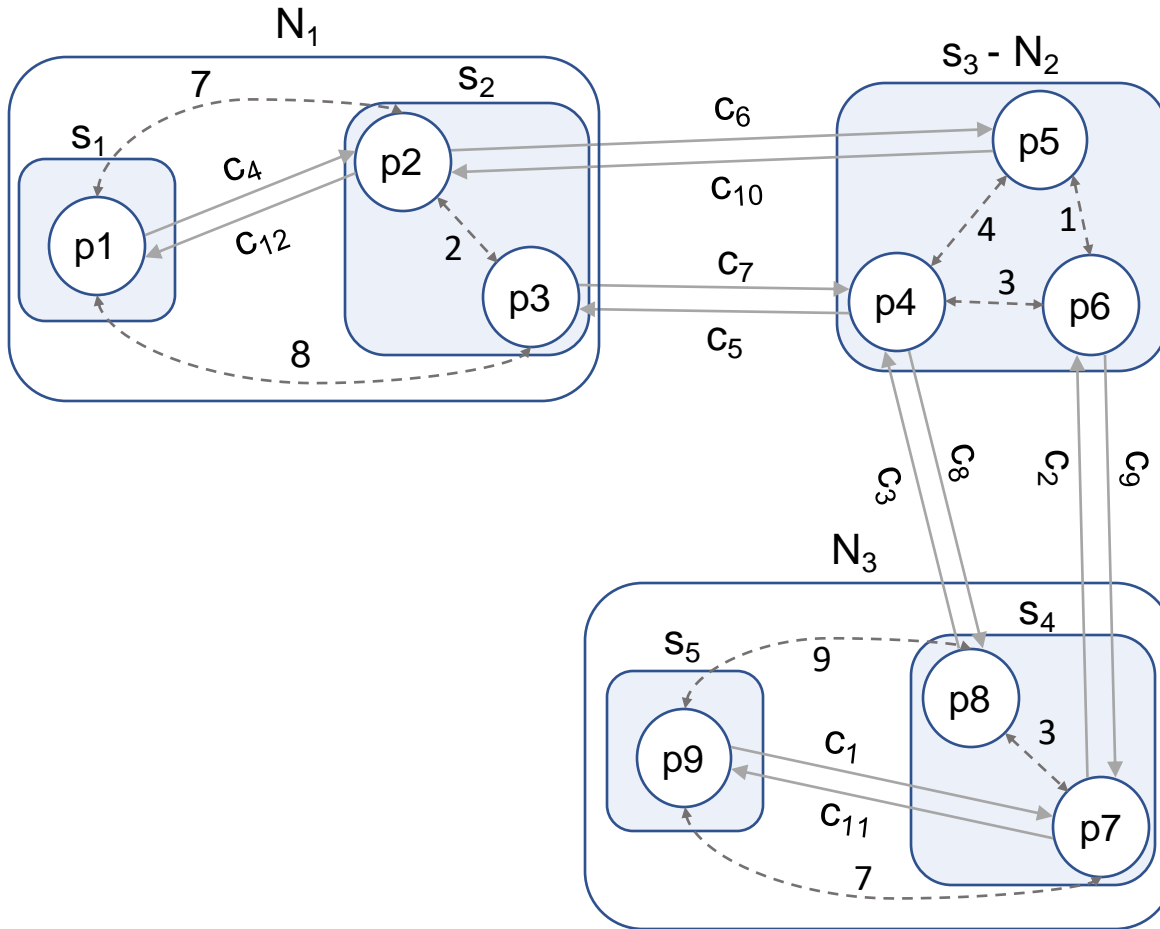 N₁
s₃ - N₂
7
s₂
s₁
c₄
c₁₂
p1
p2
2
p3
8
c₆
c₁₀
c₇
c₅
p5
4
1
p4
3
p6
c₃
c₈
c₂
c₉
N₃
s₄
s₅
9
p8
3
p9
c₁
c₁₁
p7
7